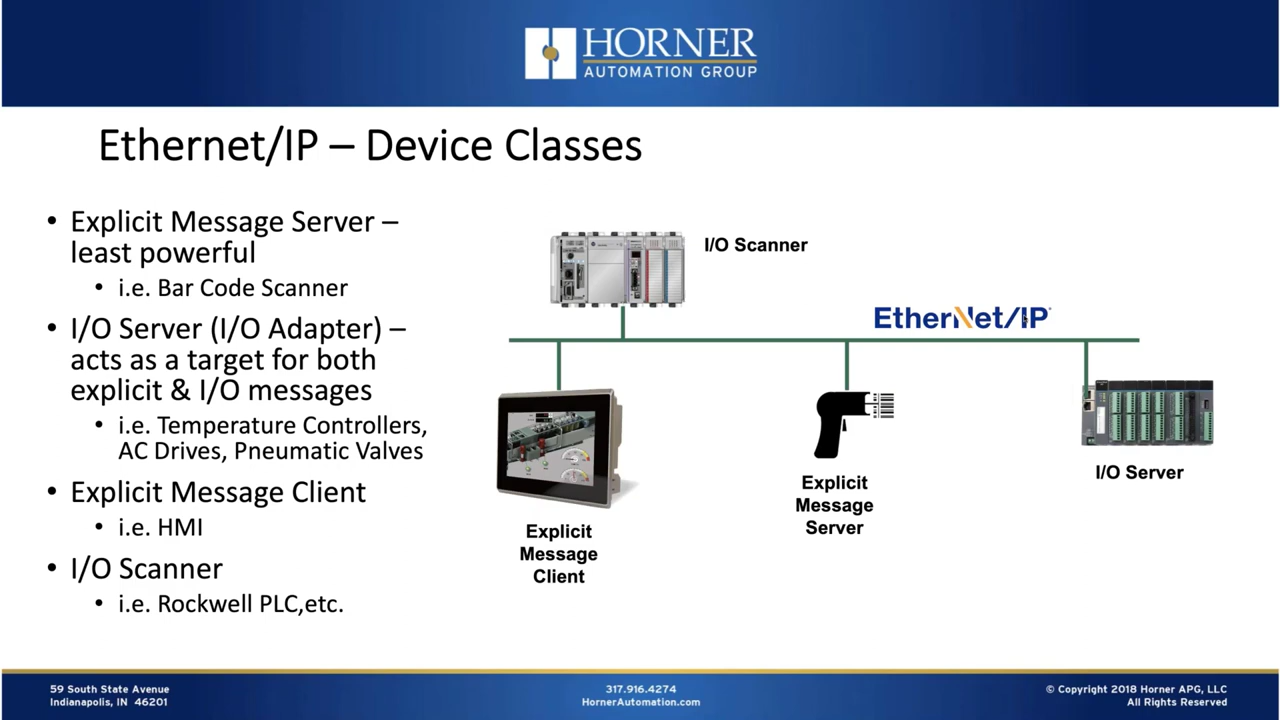 HORNER
AUTOMATION GROUP
Ethernet/IP – Device Classes
• Explicit Message Server –
least powerful
• i.e. Bar Code Scanner
• I/O Server (I/O Adapter) –
acts as a target for both
explicit & I/O messages
• i.e. Temperature Controllers,
AC Drives, Pneumatic Valves
• Explicit Message Client
• i.e. HMI
• I/O Scanner
• i.e. Rockwell PLC,etc.
I/O Scanner
EtherNet/IP
Explicit
Message
Client
Explicit
Message
Server
I/O Server
59 South State Avenue
Indianapolis, IN 46201
317.916.4274
HornerAutomation.com
© Copyright 2018 Horner APG, LLC
All Rights Reserved